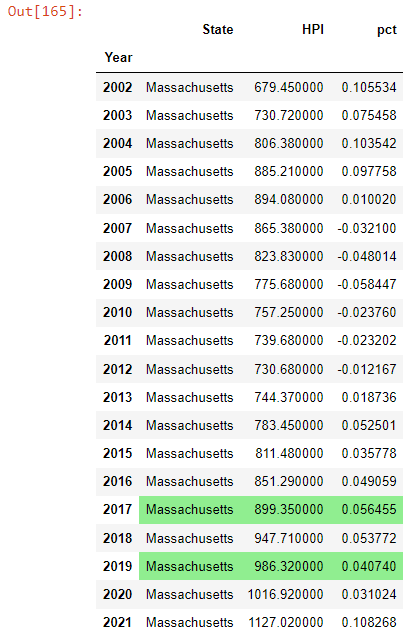 Out[165]:
State HPI pct
Year
2002 Massachusetts 679.450000 0.105534
2003 Massachusetts 730.720000 0.075458
2004 Massachusetts 806.380000 0.103542
2005 Massachusetts 885.210000 0.097758
2006 Massachusetts 894.080000 0.010020
2007 Massachusetts 865.380000 -0.032100
2008 Massachusetts 823.830000 -0.048014
2009 Massachusetts 775.680000 -0.058447
2010 Massachusetts 757.250000 -0.023760
2011 Massachusetts 739.680000 -0.023202
2012 Massachusetts 730.680000 -0.012167
2013 Massachusetts 744.370000 0.018736
2014 Massachusetts 783.450000 0.052501
2015 Massachusetts 811.480000 0.035778
2016 Massachusetts 851.290000 0.049059
2017 Massachusetts 899.350000 0.056455
2018 Massachusetts 947.710000 0.053772
2019 Massachusetts 986.320000 0.040740
2020 Massachusetts 1016.920000 0.031024
2021 Massachusetts 1127.020000 0.108268